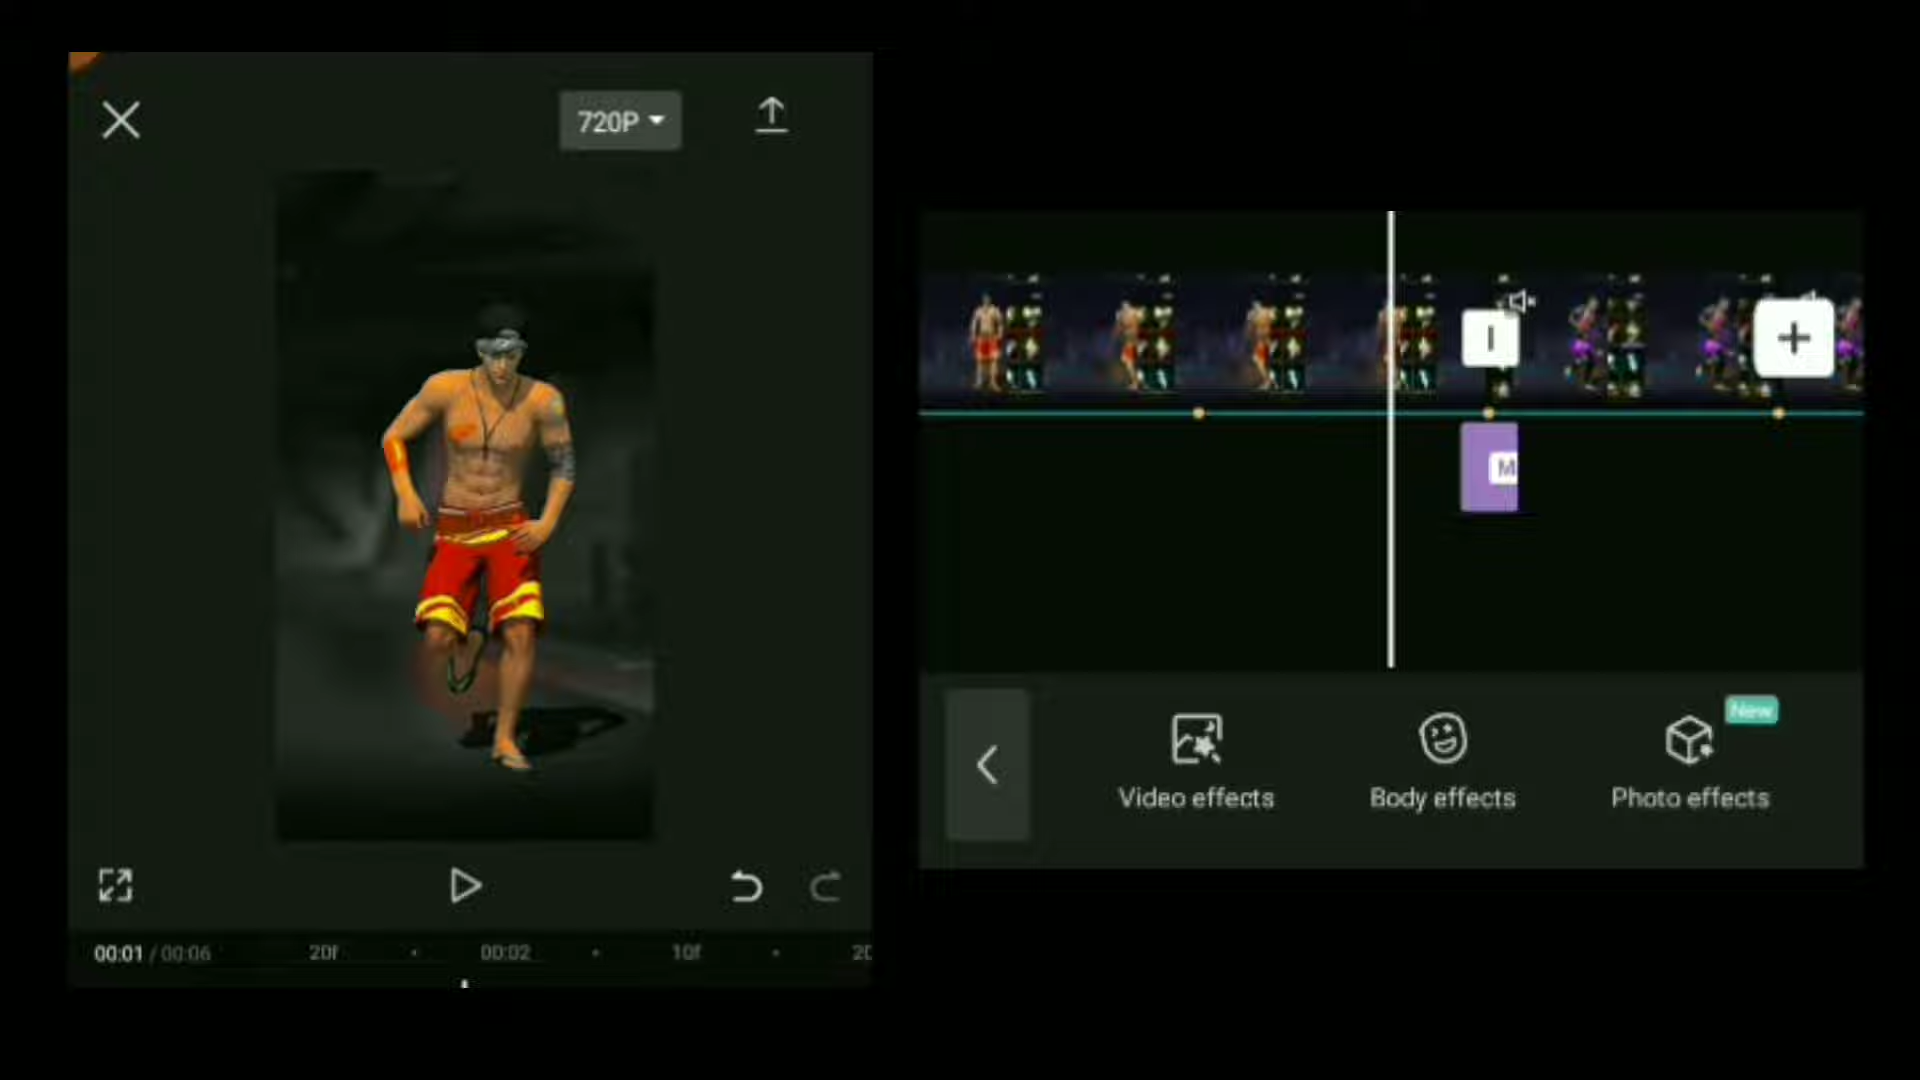 720P
00:01 / 00:06
20f
00:02
10f
M
New
Video effects
Body effects
Photo effects